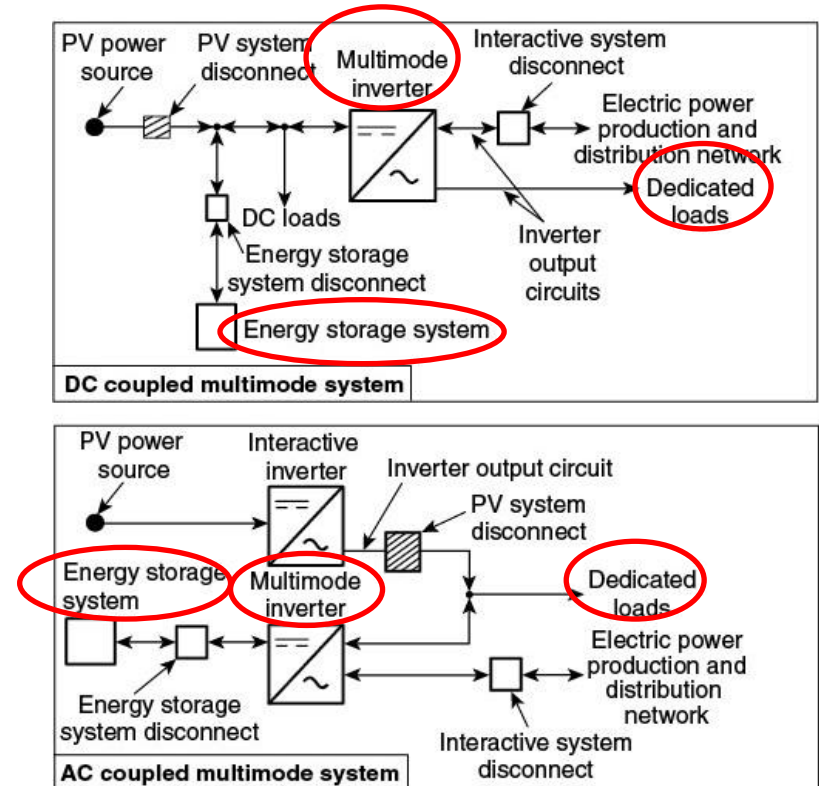 PV power
source
PV system
disconnect
Multimode
inverter
Interactive system
disconnect
Electric power
production and
distribution network
Dedicated
loads
DC loads
Energy storage
system disconnect
Inverter
output
circuits
Energy storage system
DC coupled multimode system
PV power
source
Interactive
inverter
Inverter output circuit
PV system
disconnect
Energy storage
system
Multimode
inverter
Dedicated
loads
Electric power
production and
distribution
network
Energy storage
system disconnect
Interactive system
disconnect
AC coupled multimode system